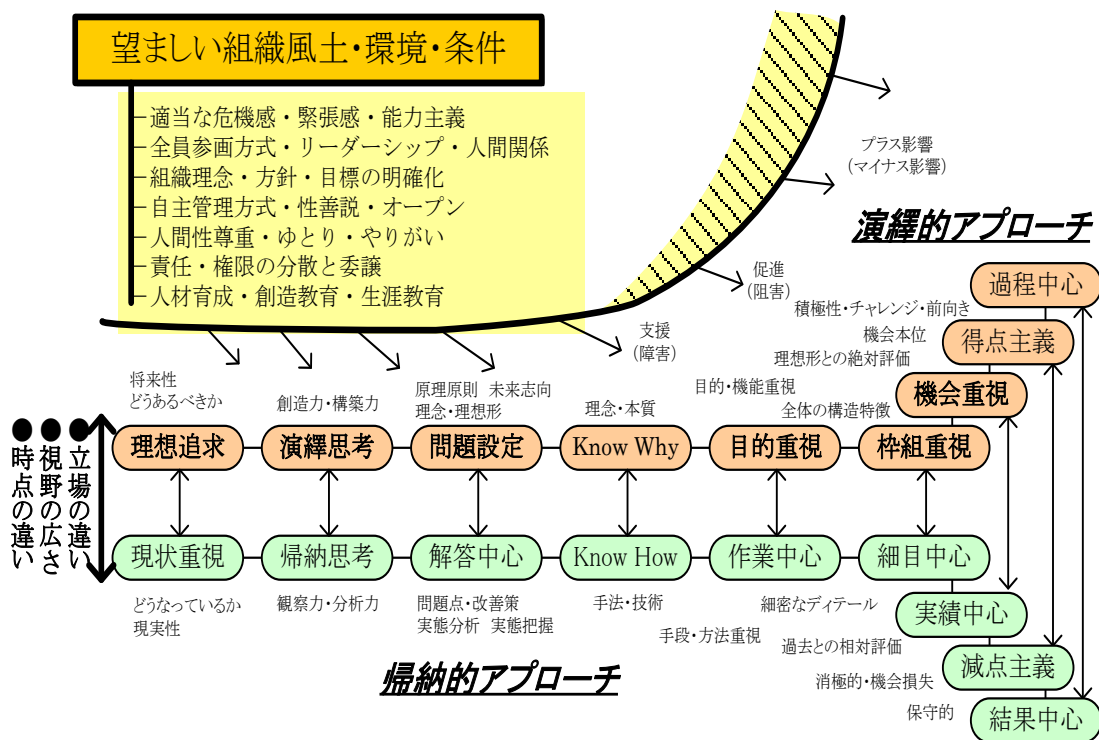 望ましい組織風土・環境・条件
適当な危機感・緊張感・能力主義
全員参画方式・リーダーシップ・人間関係
組織理念・方針・目標の明確化
自主管理方式・性善説・オープン
人間性尊重・ゆとり・やりがい
責任・権限の分散と委譲
人材育成・創造教育・生涯教育
プラス影響
(マイナス影響)
促進
(阻害)
支援
(障害)
演繹的アプローチ
過程中心
積極性・チャレンジ・前向き
得点主義
機会本位
理想形との絶対評価
機会重視
目的・機能重視
全体の構造特徴
将来性
どうあるべきか
創造力・構築力
原理原則 未来志向
理念・理想形
理念・本質
●立場の違い
●視野の広さ
●時点の違い
理想追求
演繹思考
問題設定
Know Why
目的重視
枠組重視
現状重視
帰納思考
解答中心
Know How
作業中心
細目中心
どうなっているか
現実性
観察力・分析力
問題点・改善策
実態分析 実態把握
手法・技術
細密なディテール
手段・方法重視
実績中心
過去との相対評価
減点主義
消極的・機会損失
保守的
結果中心
帰納的アプローチ